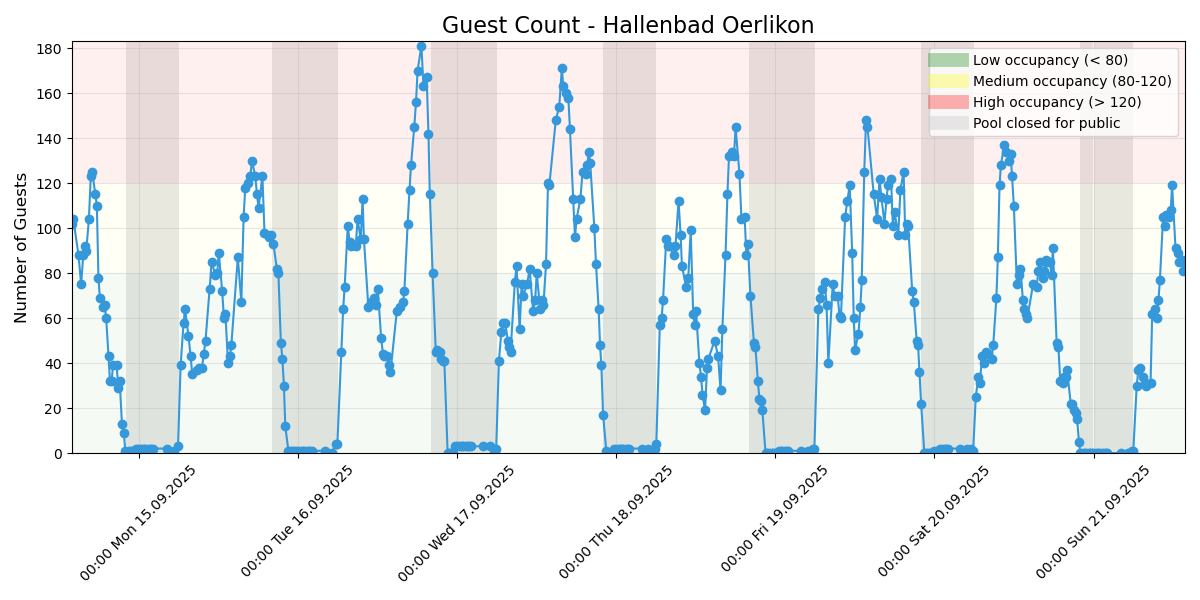 Guest Count - Hallenbad Oerlikon
Number of Guests
180
160
140
120
100
80
60
40
20
0
Low occupancy (< 80)
Medium occupancy (80-120)
High occupancy (> 120)
Pool closed for public
00:00 Mon 15.09.2025
00:00 Tue 16.09.2025
00:00 Wed 17.09.2025
00:00 Thu 18.09.2025
00:00 Fri 19.09.2025
00:00 Sat 20.09.2025
00:00 Sun 21.09.2025